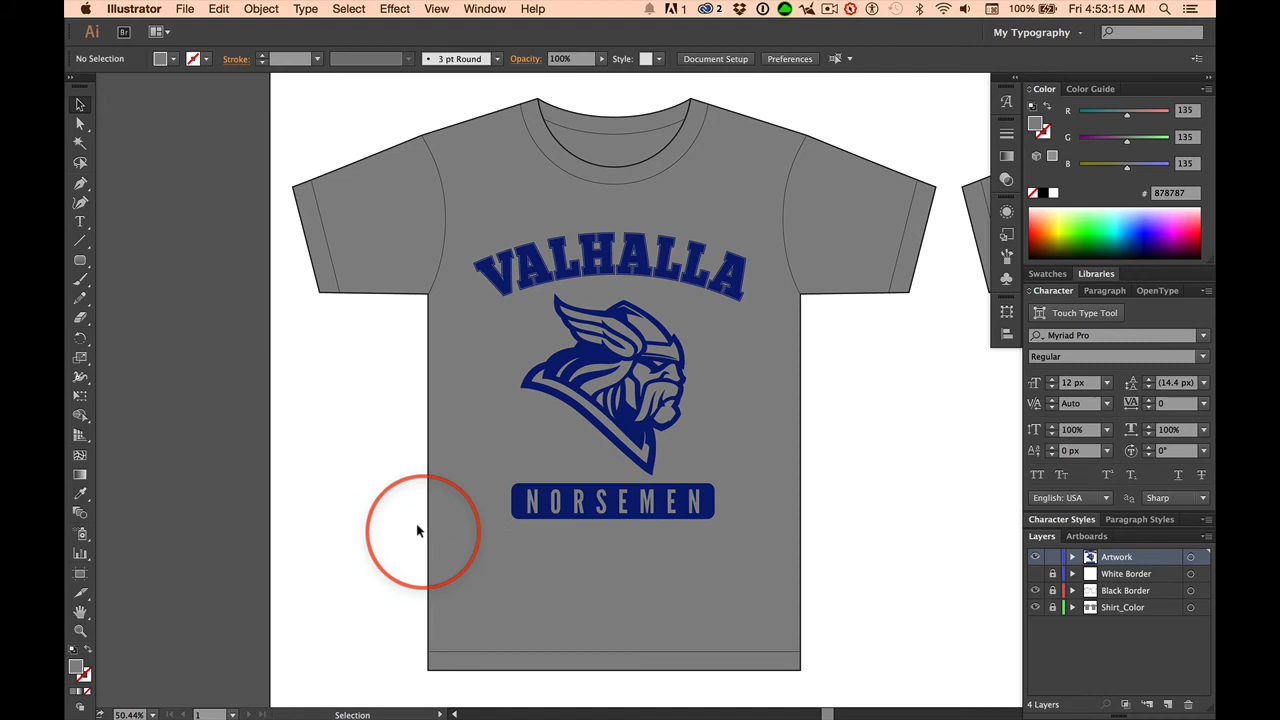 Illustrator File Edit Object Type Select Effect View Window Help
1 2 100% Fri 4:53:15 AM
Ai Br My Typography
No Selection Stroke: 3 pt Round Opacity: 100% Style: Document Setup Preferences
Color Color Guide
R 135
G 135
B 135
# 878787
Swatches Libraries
Character Paragraph OpenType
Touch Type Tool
Myriad Pro
Regular
12 px (14.4 px)
Auto 0
100% 100%
0 px 0°
English: USA Sharp
Character Styles Paragraph Styles
Layers Artboards
Artwork
White Border
Black Border
Shirt_Color
4 Layers
VALHALLA
NORSEMEN
50.44% 1 Selection